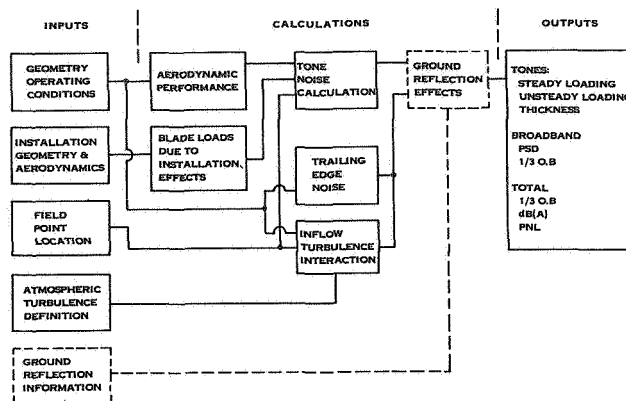 INPUTS
CALCULATIONS
OUTPUTS
GEOMETRY
OPERATING
CONDITIONS
INSTALLATION
GEOMETRY &
AERODYNAMICS
FIELD
POINT
LOCATION
ATMOSPHERIC
TURBULENCE
DEFINITION
GROUND
REFLECTION
INFORMATION
AERODYNAMIC
PERFORMANCE
BLADE LOADS
DUE TO
INSTALLATION,
EFFECTS
TONE
NOISE
CALCULATION
TRAILING
EDGE
NOISE
INFLOW
TURBULENCE
INTERACTION
GROUND
REFLECTION
EFFECTS
TONES:
STEADY LOADING
UNSTEADY LOADING
THICKNESS
BROADBAND
PSD
1/3 O.B
TOTAL
1/3 O.B
dB(A)
PNL